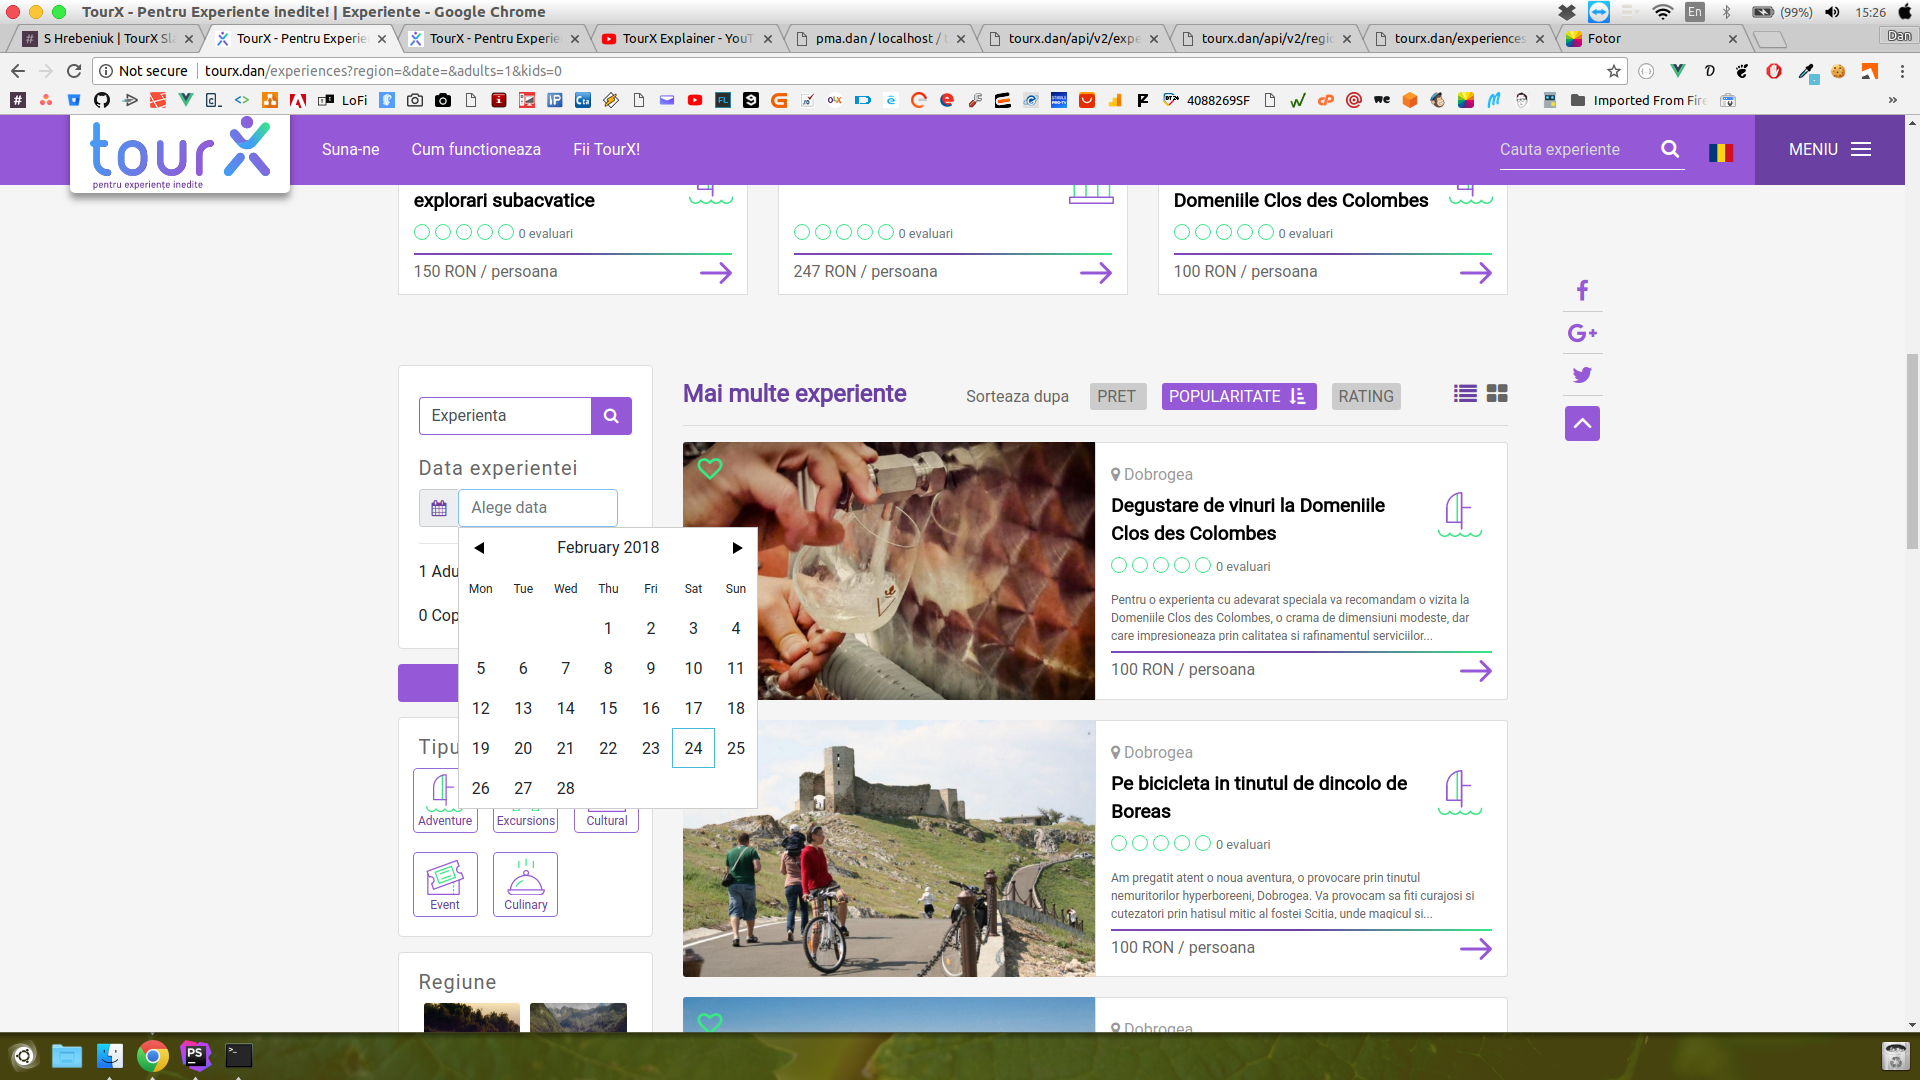 TourX - Pentru Experiente inedite! | Experiente - Google Chrome
En
(99%)
15:26
S Hrebeniuk | TourX Sl
TourX - Pentru Experie
TourX - Pentru Experie
TourX Explainer - YouT
pma.dan / localhost / t
tourx.dan/api/v2/expe
tourx.dan/api/v2/regio
tourx.dan/experiences
Fotor
Dan
Not secure
tourx.dan/experiences?region=&date=&adults=1&kids=0
LoFi
4088269SF
Imported From Fire
»
tourX
pentru experiențe inedite
Suna-ne
Cum functioneaza
Fii TourX!
Cauta experiente
MENIU
explorari subacvatice
Domeniile Clos des Colombes
0 evaluari
0 evaluari
0 evaluari
150 RON / persoana
247 RON / persoana
100 RON / persoana
Experienta
Mai multe experiente
Sorteaza dupa
PRET
POPULARITATE
RATING
Data experientei
Alege data
February 2018
Mon Tue Wed Thu Fri Sat Sun
1 2 3 4
5 6 7 8 9 10 11
12 13 14 15 16 17 18
19 20 21 22 23 24 25
26 27 28
1 Adu
0 Cop
Tipu
Adventure
Excursions
Cultural
Event
Culinary
Regiune
Dobrogea
Degustare de vinuri la Domeniile
Clos des Colombes
0 evaluari
Pentru o experienta cu adevarat speciala va recomandam o vizita la
Domeniile Clos des Colombes, o crama de dimensiuni modeste, dar
care impresioneaza prin calitatea si rafinamentul serviciilor...
100 RON / persoana
Dobrogea
Pe bicicleta in tinutul de dincolo de
Boreas
0 evaluari
Am pregatit atent o noua aventura, o provocare prin tinutul
nemuritorilor hyperboreeni, Dobrogea. Va provocam sa fiti curajosi si
cutezatori prin hatisul mitic al fostei Scitia, unde magicul si...
100 RON / persoana
Dobrogea